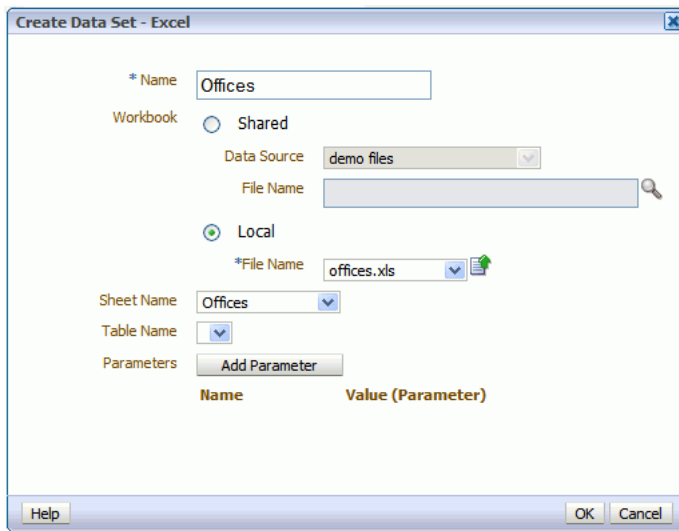 Create Data Set - Excel
* Name Offices
Workbook Shared
Data Source demo files
File Name
Local
*File Name offices.xls
Sheet Name Offices
Table Name
Parameters Add Parameter
Name Value (Parameter)
Help OK Cancel